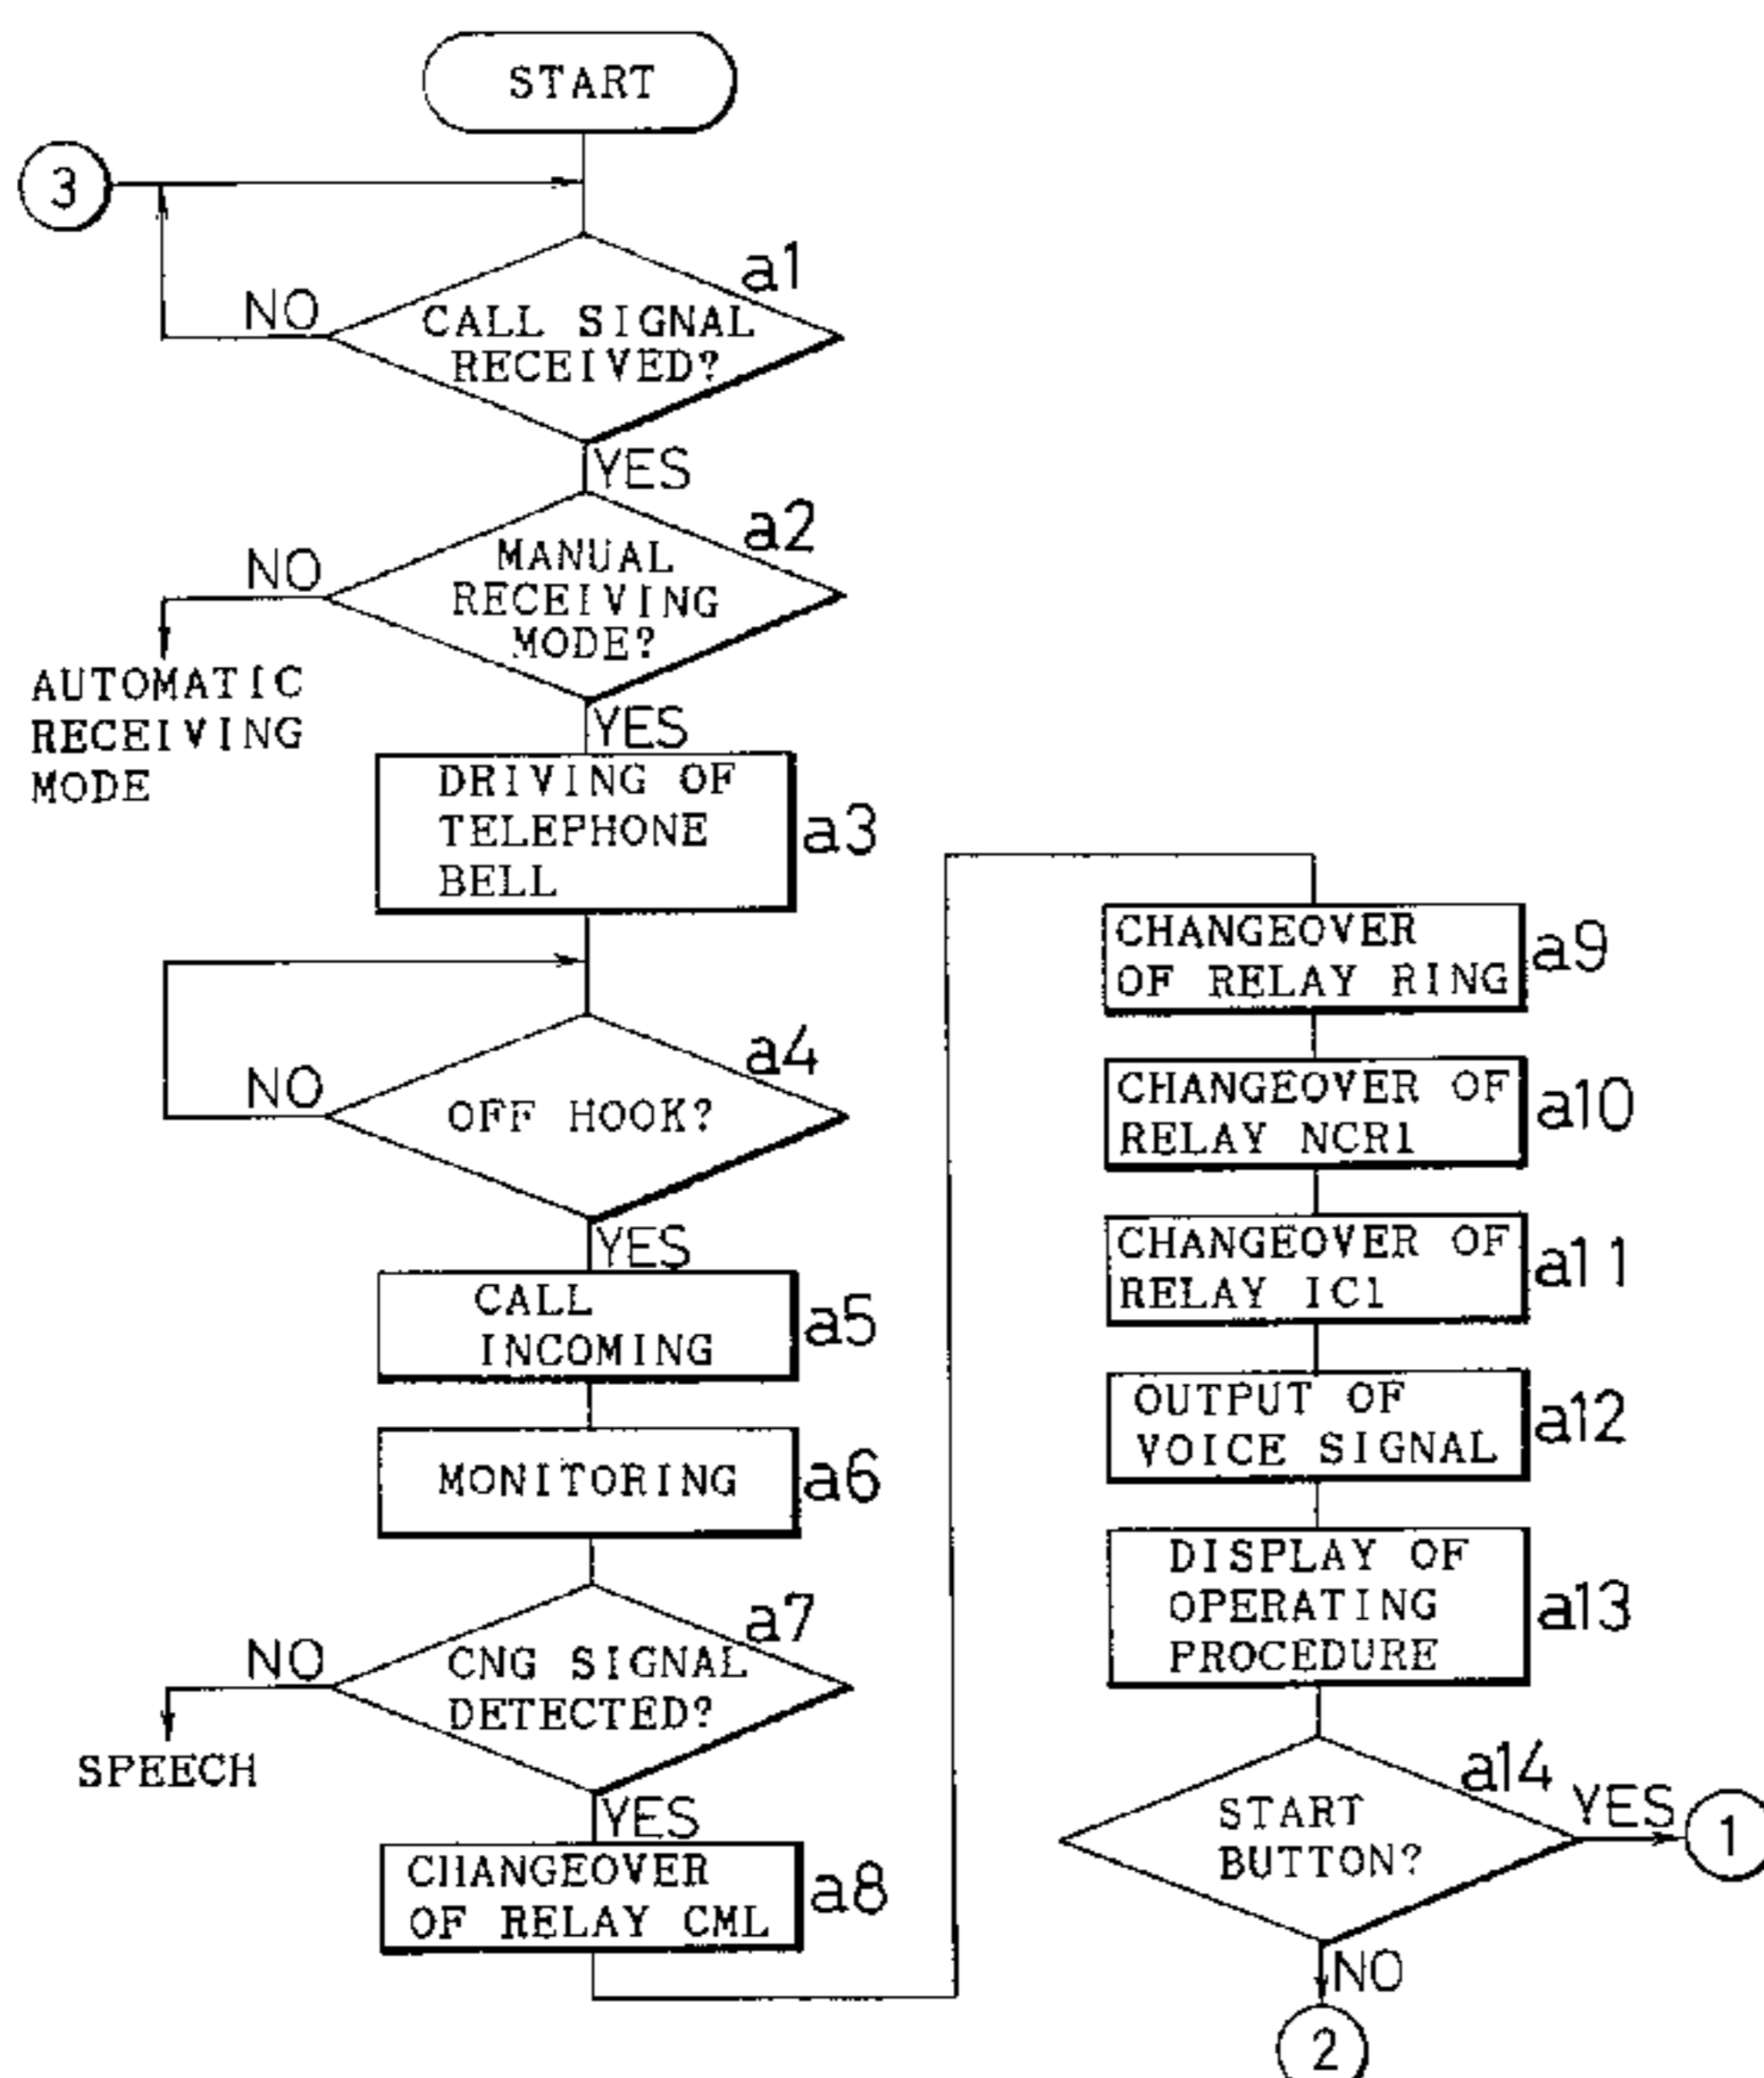 START
3
a1
NO
CALL SIGNAL
RECEIVED?
YES
a2
NO
MANUAL
RECEIVING
MODE?
AUTOMATIC
RECEIVING
MODE
YES
DRIVING OF
TELEPHONE
BELL
a3
a4
NO
OFF HOOK?
YES
CALL
INCOMING
a5
MONITORING
a6
a7
NO
CNG SIGNAL
DETECTED?
SPEECH
YES
CHANGEOVER
OF RELAY CML
a8
CHANGEOVER
OF RELAY RING
a9
CHANGEOVER OF
RELAY NCR1
a10
CHANGEOVER OF
RELAY IC1
a11
OUTPUT OF
VOICE SIGNAL
a12
DISPLAY OF
OPERATING
PROCEDURE
a13
a14
START
BUTTON?
YES
1
NO
2